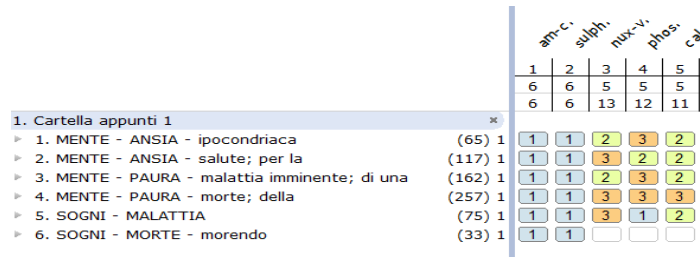 am-c. sulph. nux-v. phos.
1 2 3 4 5
6 6 5 5 5
6 6 13 12 11
1. Cartella appunti 1
1. MENTE - ANSIA - ipocondriaca (65) 1 1 1 2 3 2
2. MENTE - ANSIA - salute; per la (117) 1 1 1 3 2 2
3. MENTE - PAURA - malattia imminente; di una (162) 1 1 1 2 3 2
4. MENTE - PAURA - morte; della (257) 1 1 1 3 3 3
5. SOGNI - MALATTIA (75) 1 1 1 3 1 2
6. SOGNI - MORTE - morendo (33) 1 1 1